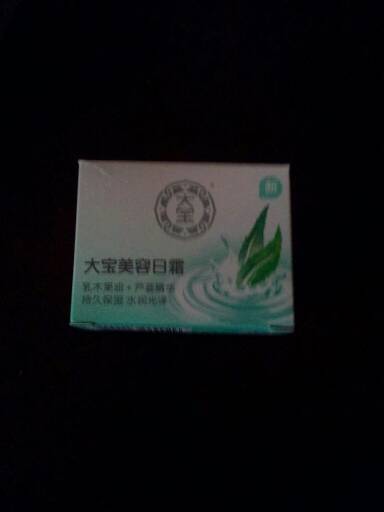 新
大宝
大宝美容日霜
乳木果油+芦荟精华
持久保湿 水润光泽